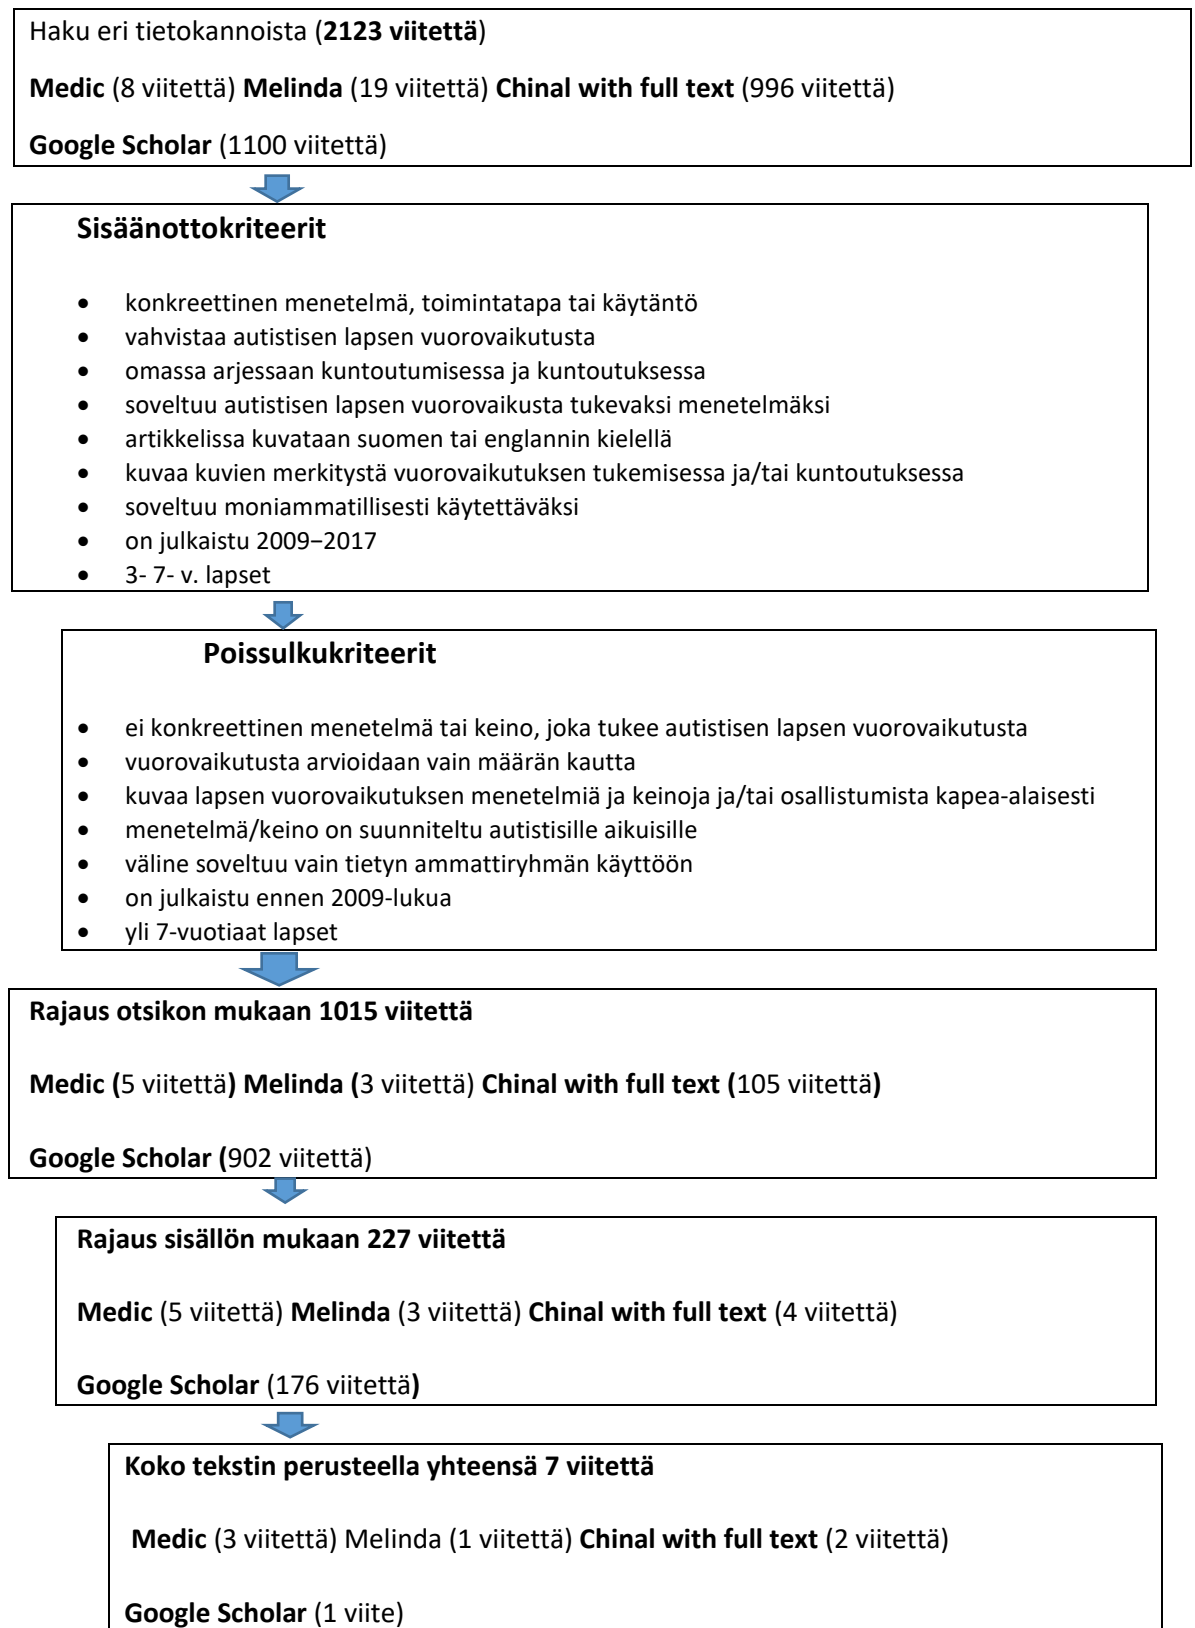 Haku eri tietokannoista (2123 viitettä)
Medic (8 viitettä) Melinda (19 viitettä) Chinal with full text (996 viitettä)
Google Scholar (1100 viitettä)
Sisäänottokriteerit
• konkreettinen menetelmä, toimintatapa tai käytäntö
• vahvistaa autistisen lapsen vuorovaikutusta
• omassa arjessaan kuntoutumisessa ja kuntoutuksessa
• soveltuu autistisen lapsen vuorovaikusta tukevaksi menetelmäksi
• artikkelissa kuvataan suomen tai englannin kielellä
• kuvaa kuvien merkitystä vuorovaikutuksen tukemisessa ja/tai kuntoutuksessa
• soveltuu moniammatillisesti käytettäväksi
• on julkaistu 2009–2017
• 3- 7- v. lapset
Poissulkukriteerit
• ei konkreettinen menetelmä tai keino, joka tukee autistisen lapsen vuorovaikutusta
• vuorovaikutusta arvioidaan vain määrän kautta
• kuvaa lapsen vuorovaikutuksen menetelmiä ja keinoja ja/tai osallistumista kapea-alaisesti
• menetelmä/keino on suunniteltu autistisille aikuisille
• väline soveltuu vain tietyn ammattiryhmän käyttöön
• on julkaistu ennen 2009-lukua
• yli 7-vuotiaat lapset
Rajaus otsikon mukaan 1015 viitettä
Medic (5 viitettä) Melinda (3 viitettä) Chinal with full text (105 viitettä)
Google Scholar (902 viitettä)
Rajaus sisällön mukaan 227 viitettä
Medic (5 viitettä) Melinda (3 viitettä) Chinal with full text (4 viitettä)
Google Scholar (176 viitettä)
Koko tekstin perusteella yhteensä 7 viitettä
Medic (3 viitettä) Melinda (1 viitettä) Chinal with full text (2 viitettä)
Google Scholar (1 viite)